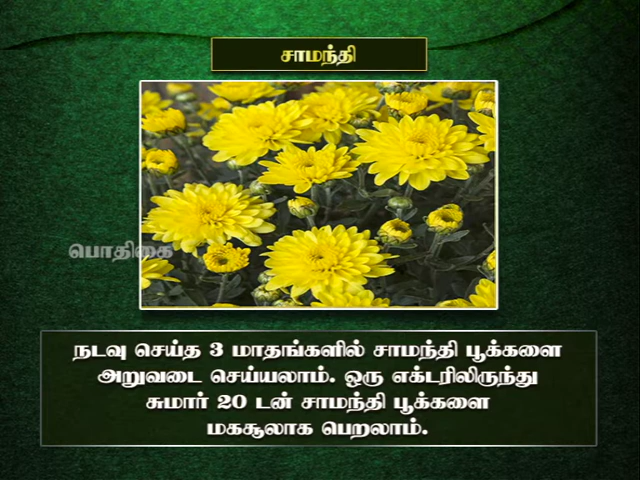 சாமந்தி
பொதிகை
நடவு செய்த 3 மாதங்களில் சாமந்தி பூக்களை
அறுவடை செய்யலாம். ஒரு எக்டரிலிருந்து
சுமார் 20 டன் சாமந்தி பூக்களை
மகசூலாக பெறலாம்.